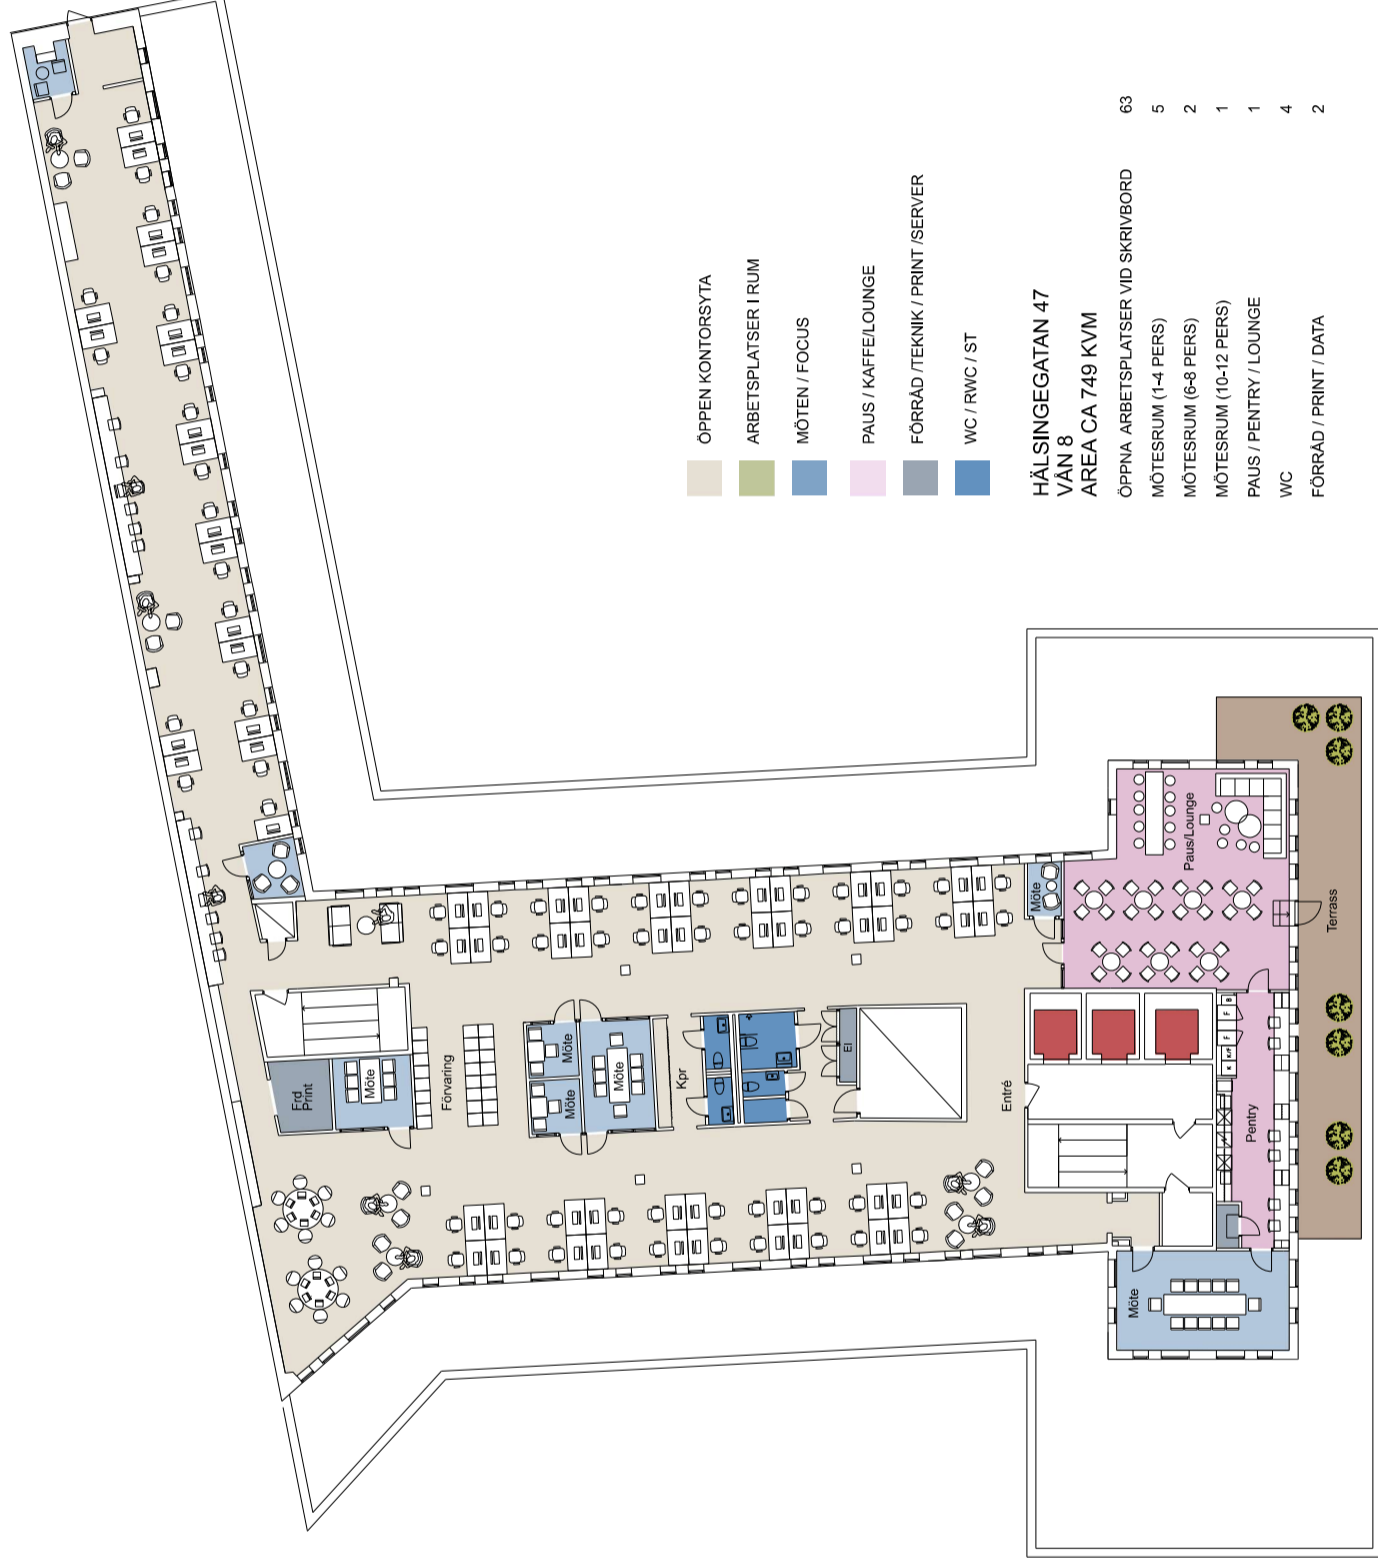 ÖPPEN KONTORSYTA
ARBETSPLATSER I RUM
MÖTEN / FOCUS
PAUS / KAFFE/LOUNGE
FÖRRÅD /TEKNIK / PRINT /SERVER
WC / RWC / ST
HÄLSINGEGATAN 47
VÅN 8
AREA CA 749 KVM
ÖPPNA ARBETSPLATSER VID SKRIVBORD 63
MÖTESRUM (1-4 PERS) 5
MÖTESRUM (6-8 PERS) 2
MÖTESRUM (10-12 PERS) 1
PAUS / PENTRY / LOUNGE 1
WC 4
FÖRRÅD / PRINT / DATA 2
Frd
Print
Möte
Förvaring
Möte
Möte
Möte
Kpr
El
Entré
Möte
Paus/Lounge
Terrass
Pentry
K/F
F
F
B
K
Möte